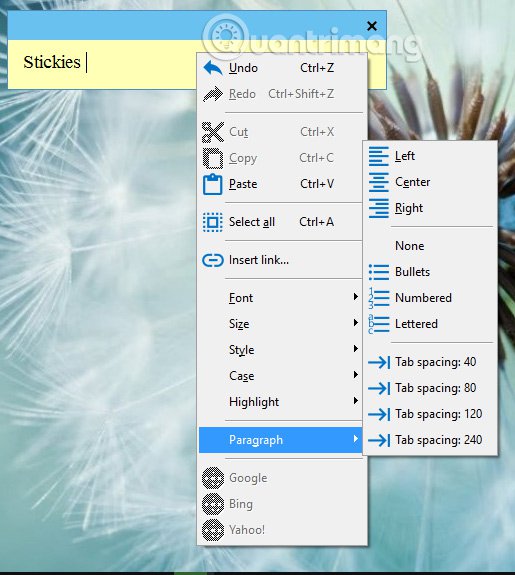 Quantrimang
Stickies
Undo Ctrl+Z
Redo Ctrl+Shift+Z
Cut Ctrl+X
Copy Ctrl+C
Paste Ctrl+V
Select all Ctrl+A
Insert link...
Font
Size
Style
Case
Highlight
Paragraph
Google
Bing
Yahoo!
Left
Center
Right
None
Bullets
123 Numbered
abc Lettered
Tab spacing: 40
Tab spacing: 80
Tab spacing: 120
Tab spacing: 240